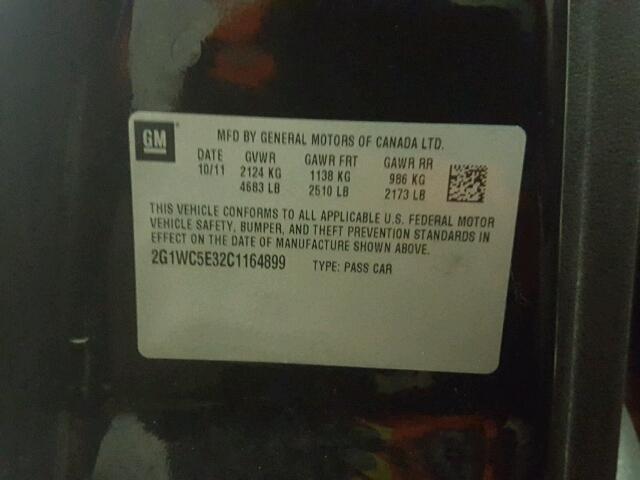 GM
MFD BY GENERAL MOTORS OF CANADA LTD.
DATE GVWR GAWR FRT GAWR RR
10/11 2124 KG 1138 KG 986 KG
4683 LB 2510 LB 2173 LB
THIS VEHICLE CONFORMS TO ALL APPLICABLE U.S. FEDERAL MOTOR
VEHICLE SAFETY, BUMPER, AND THEFT PREVENTION STANDARDS IN
EFFECT ON THE DATE OF MANUFACTURE SHOWN ABOVE.
2G1WC5E32C1164899 TYPE: PASS CAR